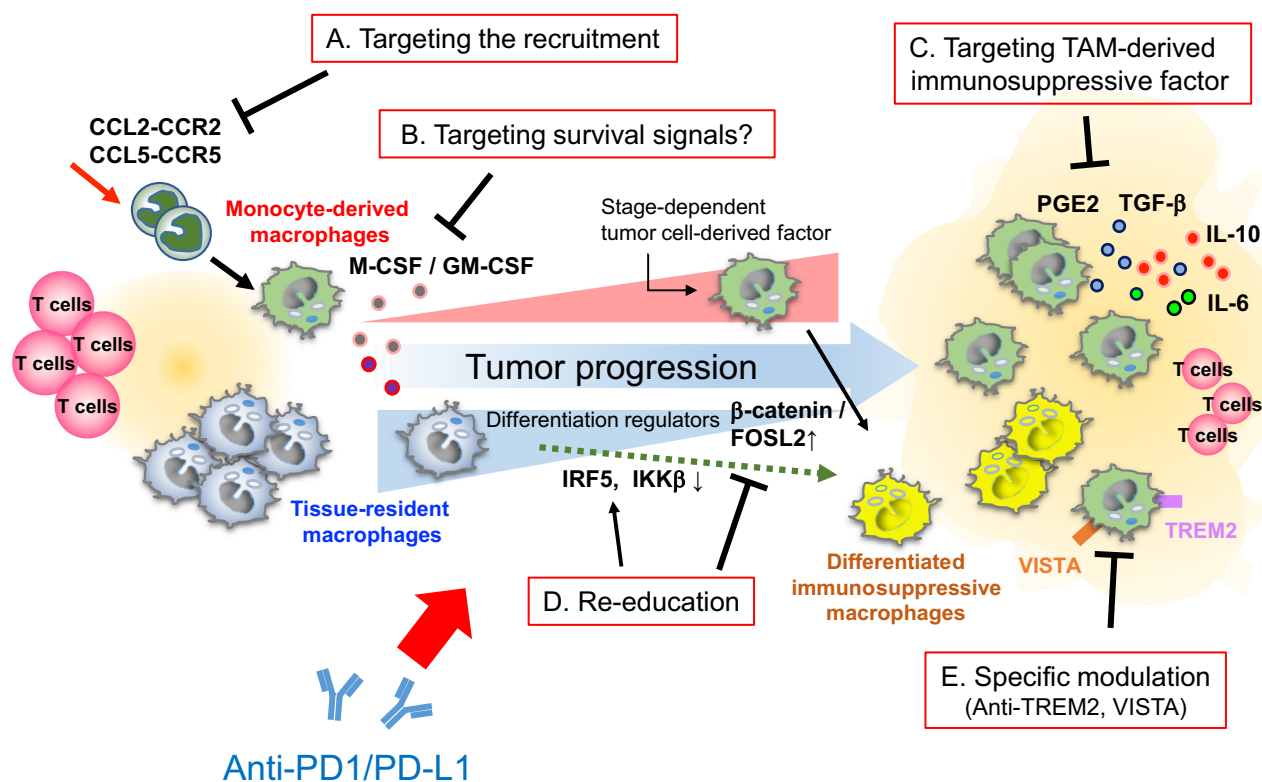 A. Targeting the recruitment
C. Targeting TAM-derived
immunosuppressive factor
CCL2-CCR2
CCL5-CCR5
B. Targeting survival signals?
Monocyte-derived
macrophages
M-CSF / GM-CSF
Stage-dependent
tumor cell-derived factor
PGE2
TGF-β
IL-10
IL-6
T cells
T cells
T cells
T cells
Tumor progression
T cells
T cells
T cells
Differentiation regulators
β-catenin /
FOSL2↑
IRF5, IKKβ ↓
Tissue-resident
macrophages
TREM2
VISTA
Differentiated
immunosuppressive
macrophages
D. Re-education
E. Specific modulation
(Anti-TREM2, VISTA)
Anti-PD1/PD-L1